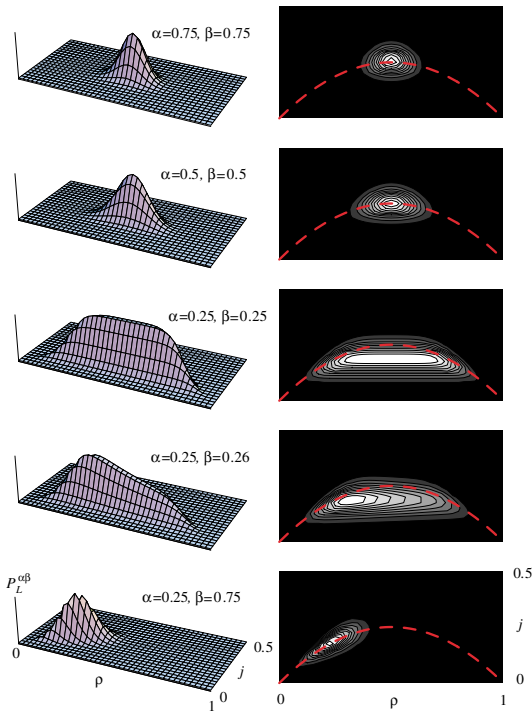 α=0.75, β=0.75
α=0.5, β=0.5
α=0.25, β=0.25
α=0.25, β=0.26
P_L^αβ
α=0.25, β=0.75
0
ρ
1
0
j
0.5
0.5
j
0
0
ρ
1